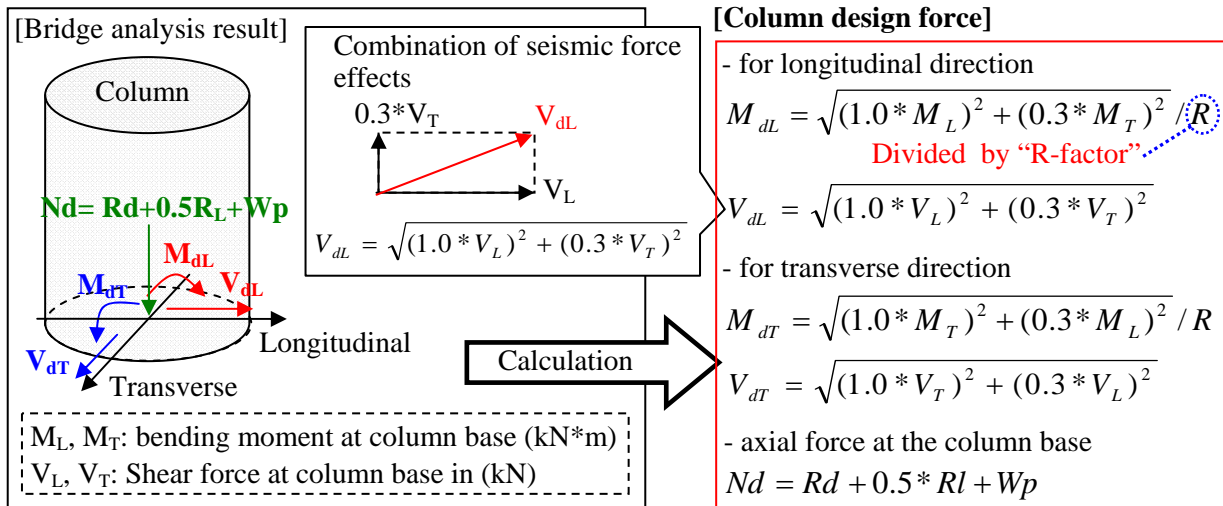 [Bridge analysis result]
Column
Nd= Rd+0.5R_L+Wp
M_dL
V_dL
M_dT
V_dT
Longitudinal
Transverse
M_L, M_T: bending moment at column base (kN*m)
V_L, V_T: Shear force at column base in (kN)
Combination of seismic force
effects
0.3*V_T
V_dL
V_L
V_dL = √((1.0*V_L)² + (0.3*V_T)²)
Calculation
[Column design force]
- for longitudinal direction
M_dL = √((1.0*M_L)² + (0.3*M_T)²) / R
Divided by “R-factor”
V_dL = √((1.0*V_L)² + (0.3*V_T)²)
- for transverse direction
M_dT = √((1.0*M_T)² + (0.3*M_L)²) / R
V_dT = √((1.0*V_T)² + (0.3*V_L)²)
- axial force at the column base
Nd = Rd + 0.5* Rl + Wp